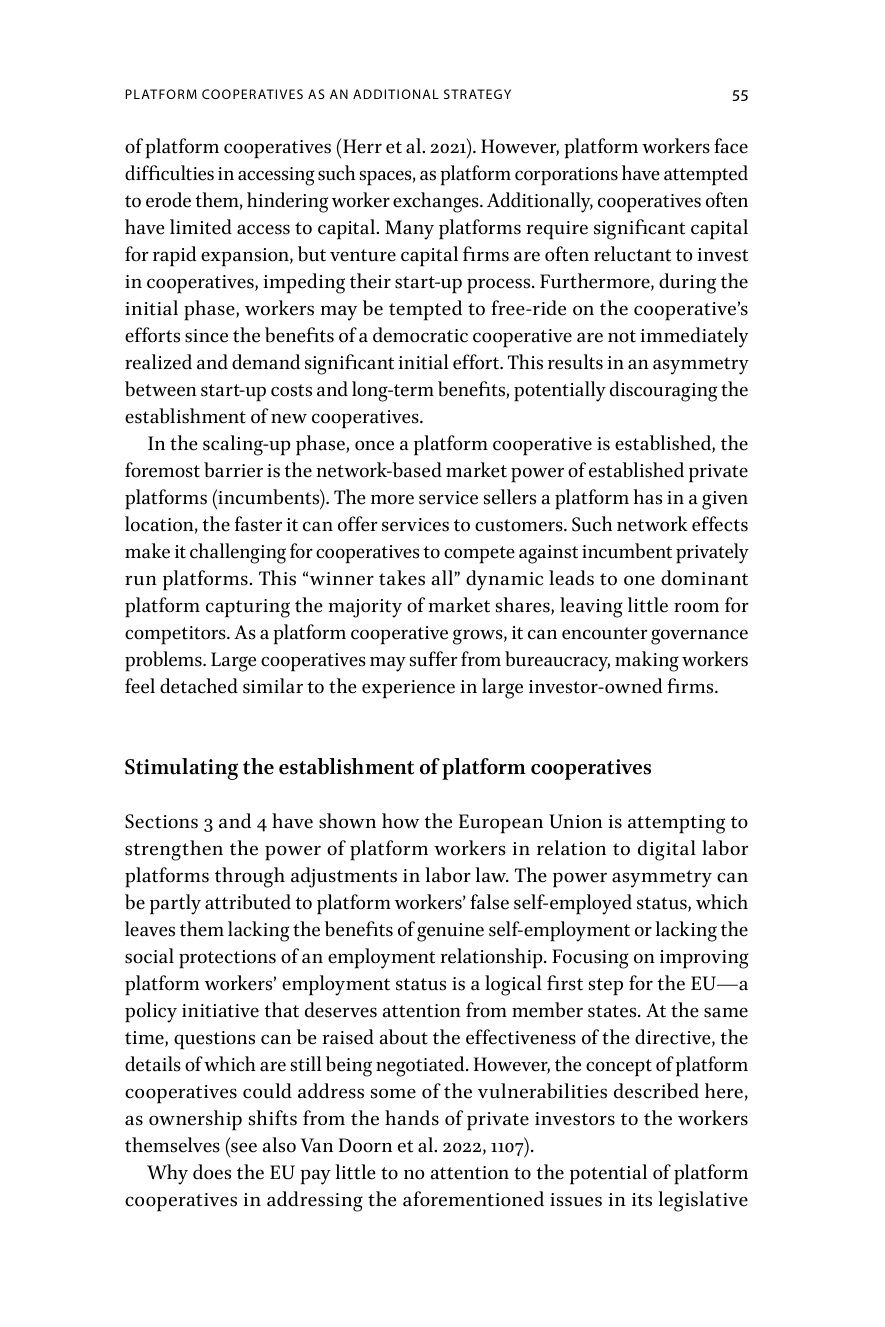 PLATFORM COOPERATIVES AS AN ADDITIONAL STRATEGY 55
of platform cooperatives (Herr et al. 2021). However, platform workers face
difficulties in accessing such spaces, as platform corporations have attempted
to erode them, hindering worker exchanges. Additionally, cooperatives often
have limited access to capital. Many platforms require significant capital
for rapid expansion, but venture capital firms are often reluctant to invest
in cooperatives, impeding their start-up process. Furthermore, during the
initial phase, workers may be tempted to free-ride on the cooperative’s
efforts since the benefits of a democratic cooperative are not immediately
realized and demand significant initial effort. This results in an asymmetry
between start-up costs and long-term benefits, potentially discouraging the
establishment of new cooperatives.
In the scaling-up phase, once a platform cooperative is established, the
foremost barrier is the network-based market power of established private
platforms (incumbents). The more service sellers a platform has in a given
location, the faster it can offer services to customers. Such network effects
make it challenging for cooperatives to compete against incumbent privately
run platforms. This “winner takes all” dynamic leads to one dominant
platform capturing the majority of market shares, leaving little room for
competitors. As a platform cooperative grows, it can encounter governance
problems. Large cooperatives may suffer from bureaucracy, making workers
feel detached similar to the experience in large investor-owned firms.
Stimulating the establishment of platform cooperatives
Sections 3 and 4 have shown how the European Union is attempting to
strengthen the power of platform workers in relation to digital labor
platforms through adjustments in labor law. The power asymmetry can
be partly attributed to platform workers’ false self-employed status, which
leaves them lacking the benefits of genuine self-employment or lacking the
social protections of an employment relationship. Focusing on improving
platform workers’ employment status is a logical first step for the EU—a
policy initiative that deserves attention from member states. At the same
time, questions can be raised about the effectiveness of the directive, the
details of which are still being negotiated. However, the concept of platform
cooperatives could address some of the vulnerabilities described here,
as ownership shifts from the hands of private investors to the workers
themselves (see also Van Doorn et al. 2022, 1107).
Why does the EU pay little to no attention to the potential of platform
cooperatives in addressing the aforementioned issues in its legislative